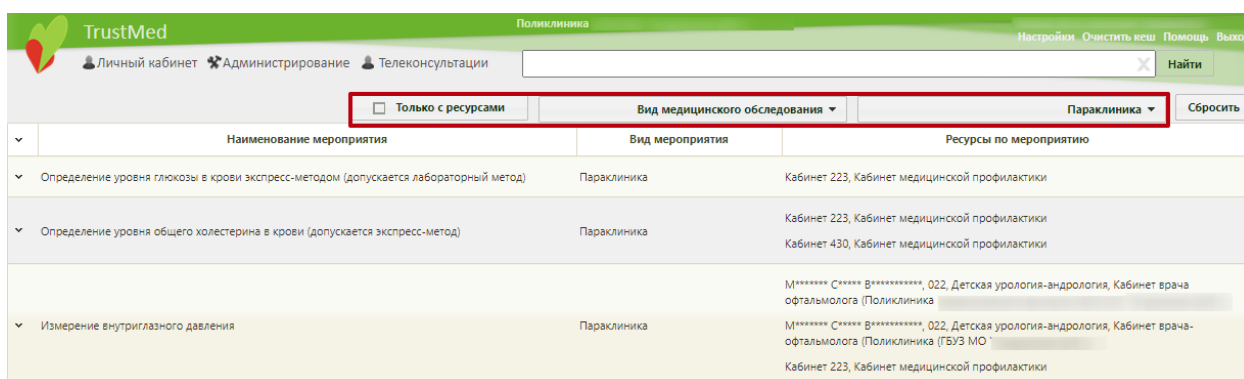 Поликлиника
TrustMed
Настройки Очистить кеш Помощь
Личный кабинет Администрирование Телеконсультации
Найти
Только с ресурсами Вид медицинского обследования Параклиника Сбросить
Наименование мероприятия Вид мероприятия Ресурсы по мероприятию
Определение уровня глюкозы в крови экспресс-методом (допускается лабораторный метод) Параклиника Кабинет 223, Кабинет медицинской профилактики
Кабинет 223, Кабинет медицинской профилактики
Определение уровня общего холестерина в крови (допускается экспресс-метод) Параклиника
Кабинет 430, Кабинет медицинской профилактики
М******* С***** В***********, 022, Детская урология-андрология, Кабинет врача
офтальмолога (Поликлиника
Измерение внутриглазного давления Параклиника М******* С***** В***********, 022, Детская урология-андрология, Кабинет врача-
офтальмолога (Поликлиника (ГБУЗ МО
Кабинет 223, Кабинет медицинской профилактики